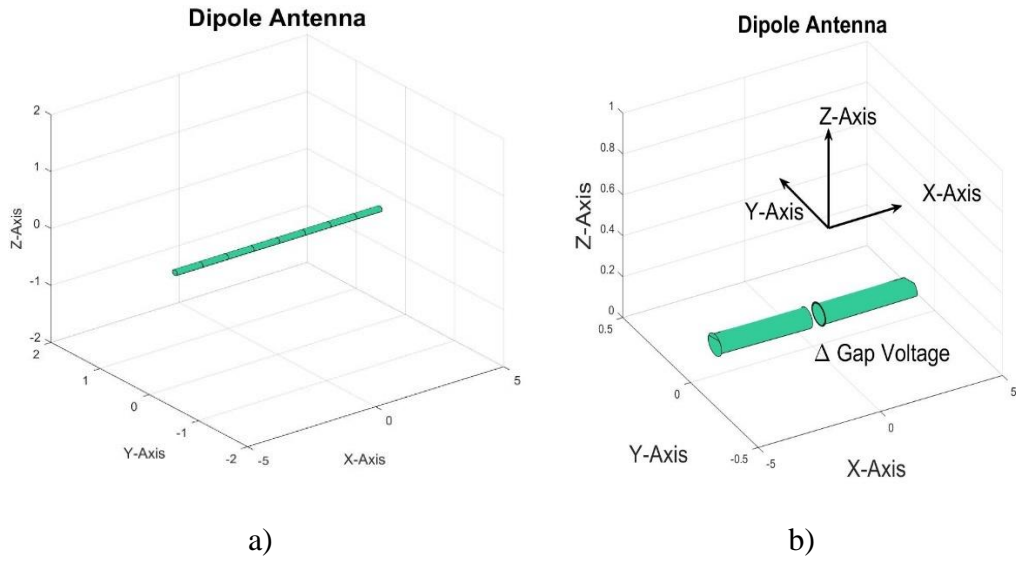 Dipole Antenna
2
1
0
-1
-2
Z-Axis
2
1
0
-1
-2
Y-Axis
-5
0
5
X-Axis
a)
Dipole Antenna
1
0.8
0.6
0.4
0.2
0
Z-Axis
Z-Axis
X-Axis
Y-Axis
Δ Gap Voltage
0.5
0
-0.5
Y-Axis
-5
0
5
X-Axis
b)